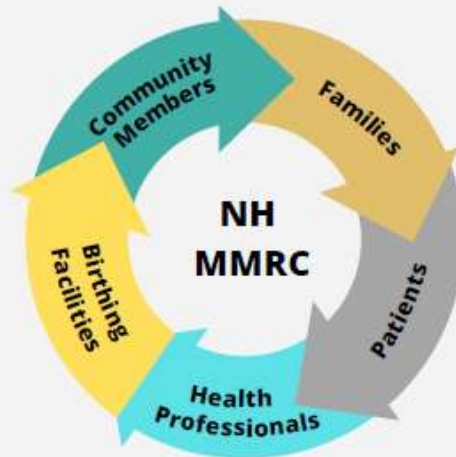 Community
Members
Families
NH
MMRC
Patients
Birthing
Facilities
Health
Professionals